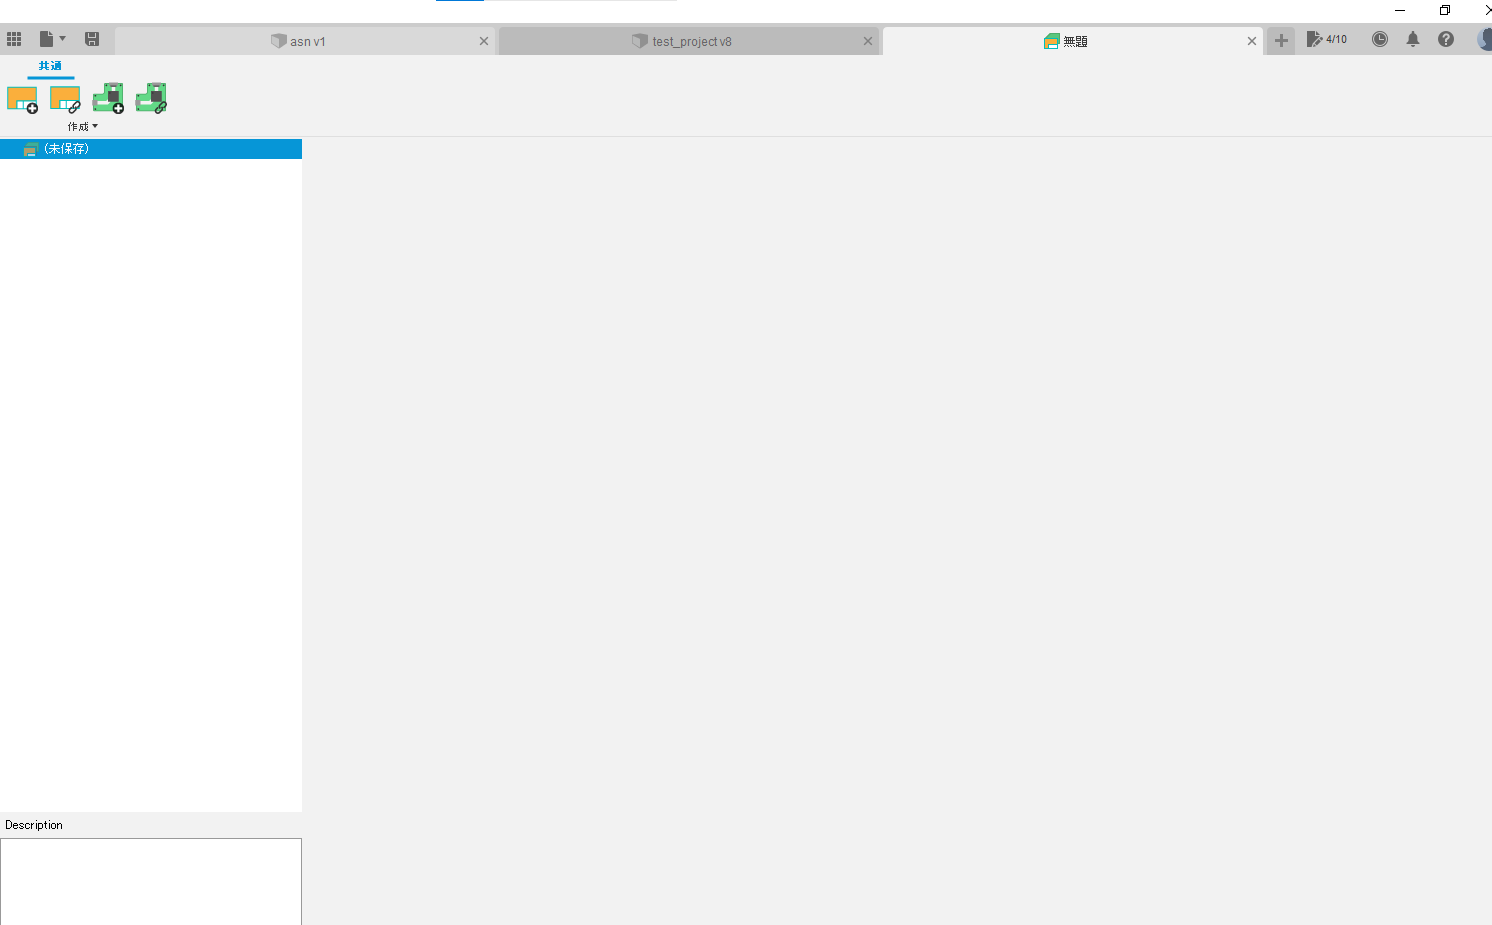 asn v1
test_project v8
無題
4/10
共通
作成
(未保存)
Description